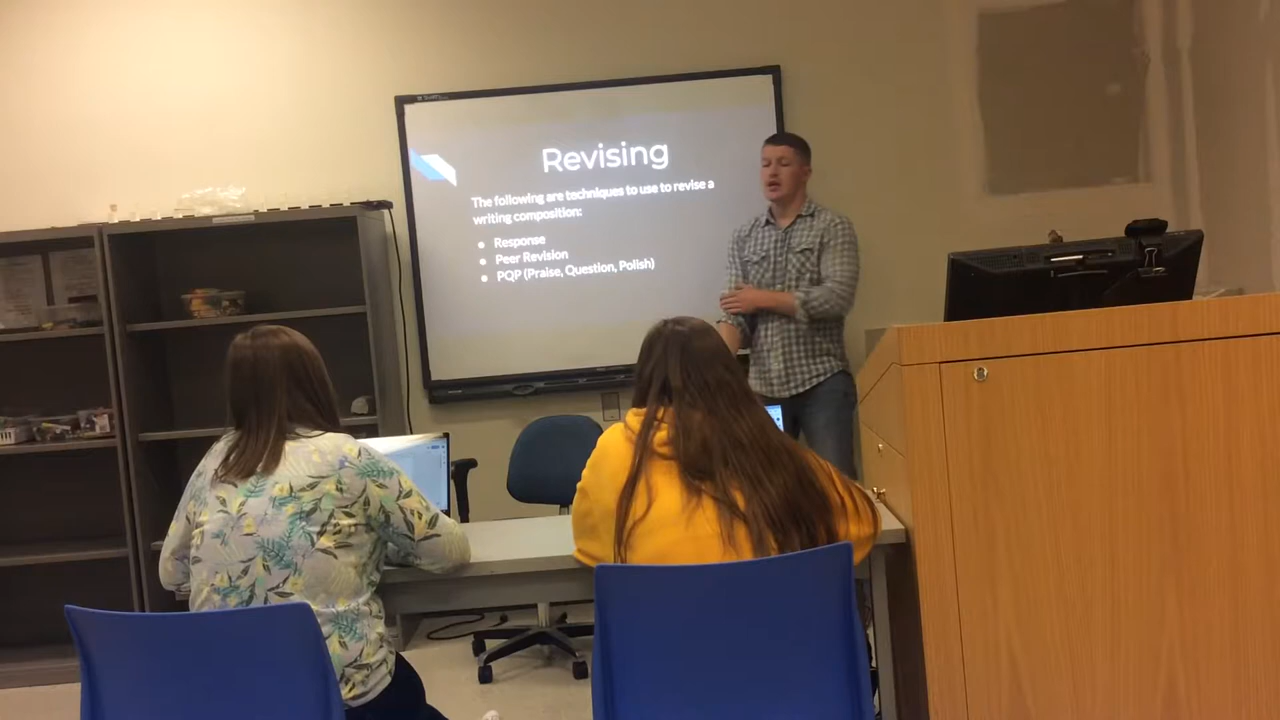 Revising
The following are techniques to use to revise a
writing composition:
● Response
● Peer Revision
● PQP (Praise, Question, Polish)